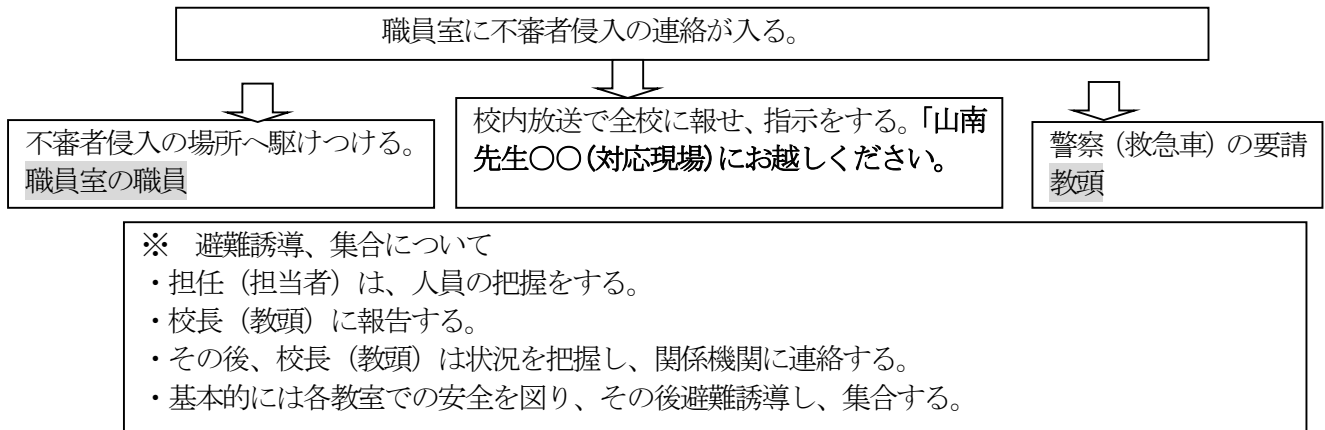 職員室に不審者侵入の連絡が入る。
不審者侵入の場所へ駆けつける。
職員室の職員
校内放送で全校に報せ、指示をする。「山南
先生〇〇（対応現場）にお越しください。
警察（救急車）の要請
教頭
※　避難誘導、集合について
・担任（担当者）は、人員の把握をする。
・校長（教頭）に報告する。
・その後、校長（教頭）は状況を把握し、関係機関に連絡する。
・基本的には各教室での安全を図り、その後避難誘導し、集合する。